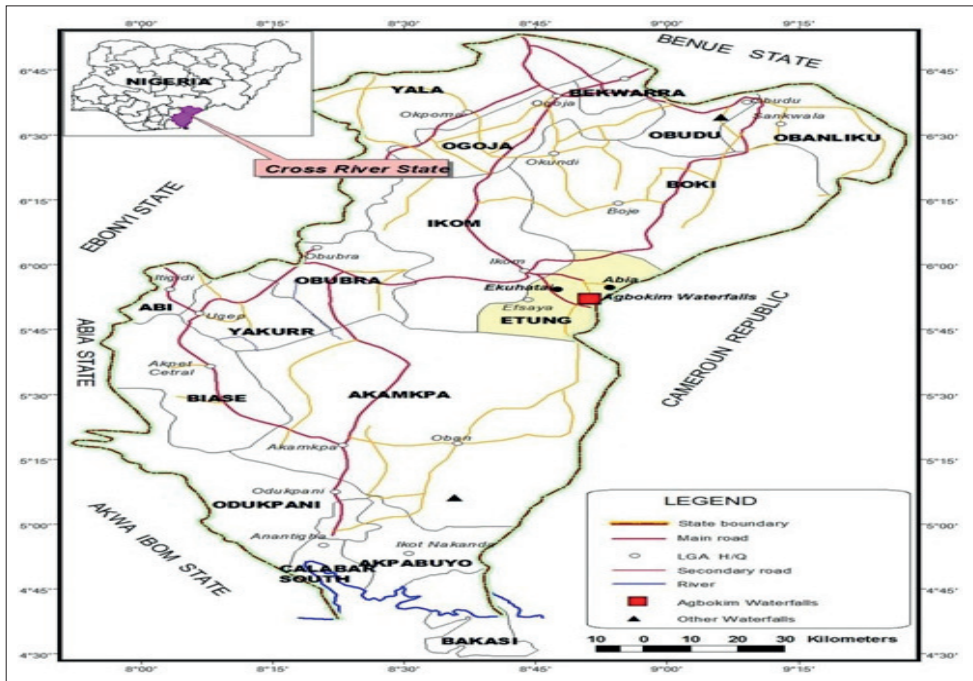 8°00'
8°15'
8°30'
8°45'
9°00'
9°15'
6°45'
6°30'
6°15'
6°00'
5°45'
5°30'
5°15'
5°00'
4°45'
4°30'
NIGERIA
Cross River State
BENUE STATE
YALA
BEKWARRA
Ogoja
Okpoma
Obudu
Sankwala
OBUDU
OBANLIKU
OGOJA
Okundi
BOKI
Boje
IKOM
EBONYI STATE
Obubra
Ikom
OBUBRA
Itigidi
Ekuhatai
Abia
Agbokim Waterfalls
Efsaya
ETUNG
ABI
Ugep
YAKURR
ABIA STATE
CAMEROUN REPUBLIC
Akpet
Cetral
BIASE
AKAMKPA
Akamkpa
Oban
Odukpani
ODUKPANI
AKWA IBOM STATE
Anantigha
Ikot Nakanda
CALABAR
SOUTH
AKPABUYO
BAKASI
LEGEND
State boundary
Main road
LGA H/Q
Secondary road
River
Agbokim Waterfalls
Other Waterfalls
10 0 10 20 30 Kilometers
8°00'
8°15'
8°30'
8°45'
9°00'
9°15'
6°45'
6°30'
6°15'
6°00'
5°45'
5°30'
5°15'
5°00'
4°45'
4°30'